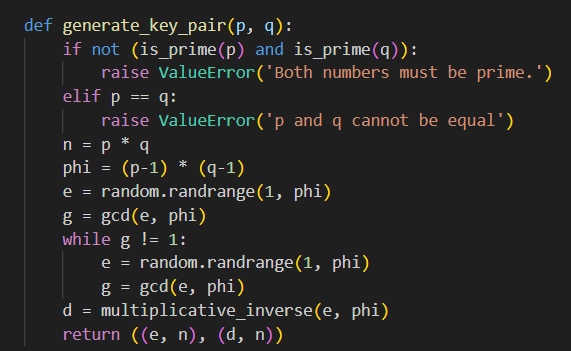 def generate_key_pair(p, q):
    if not (is_prime(p) and is_prime(q)):
        raise ValueError('Both numbers must be prime.')
    elif p == q:
        raise ValueError('p and q cannot be equal')
    n = p * q
    phi = (p-1) * (q-1)
    e = random.randrange(1, phi)
    g = gcd(e, phi)
    while g != 1:
        e = random.randrange(1, phi)
        g = gcd(e, phi)
    d = multiplicative_inverse(e, phi)
    return ((e, n), (d, n))